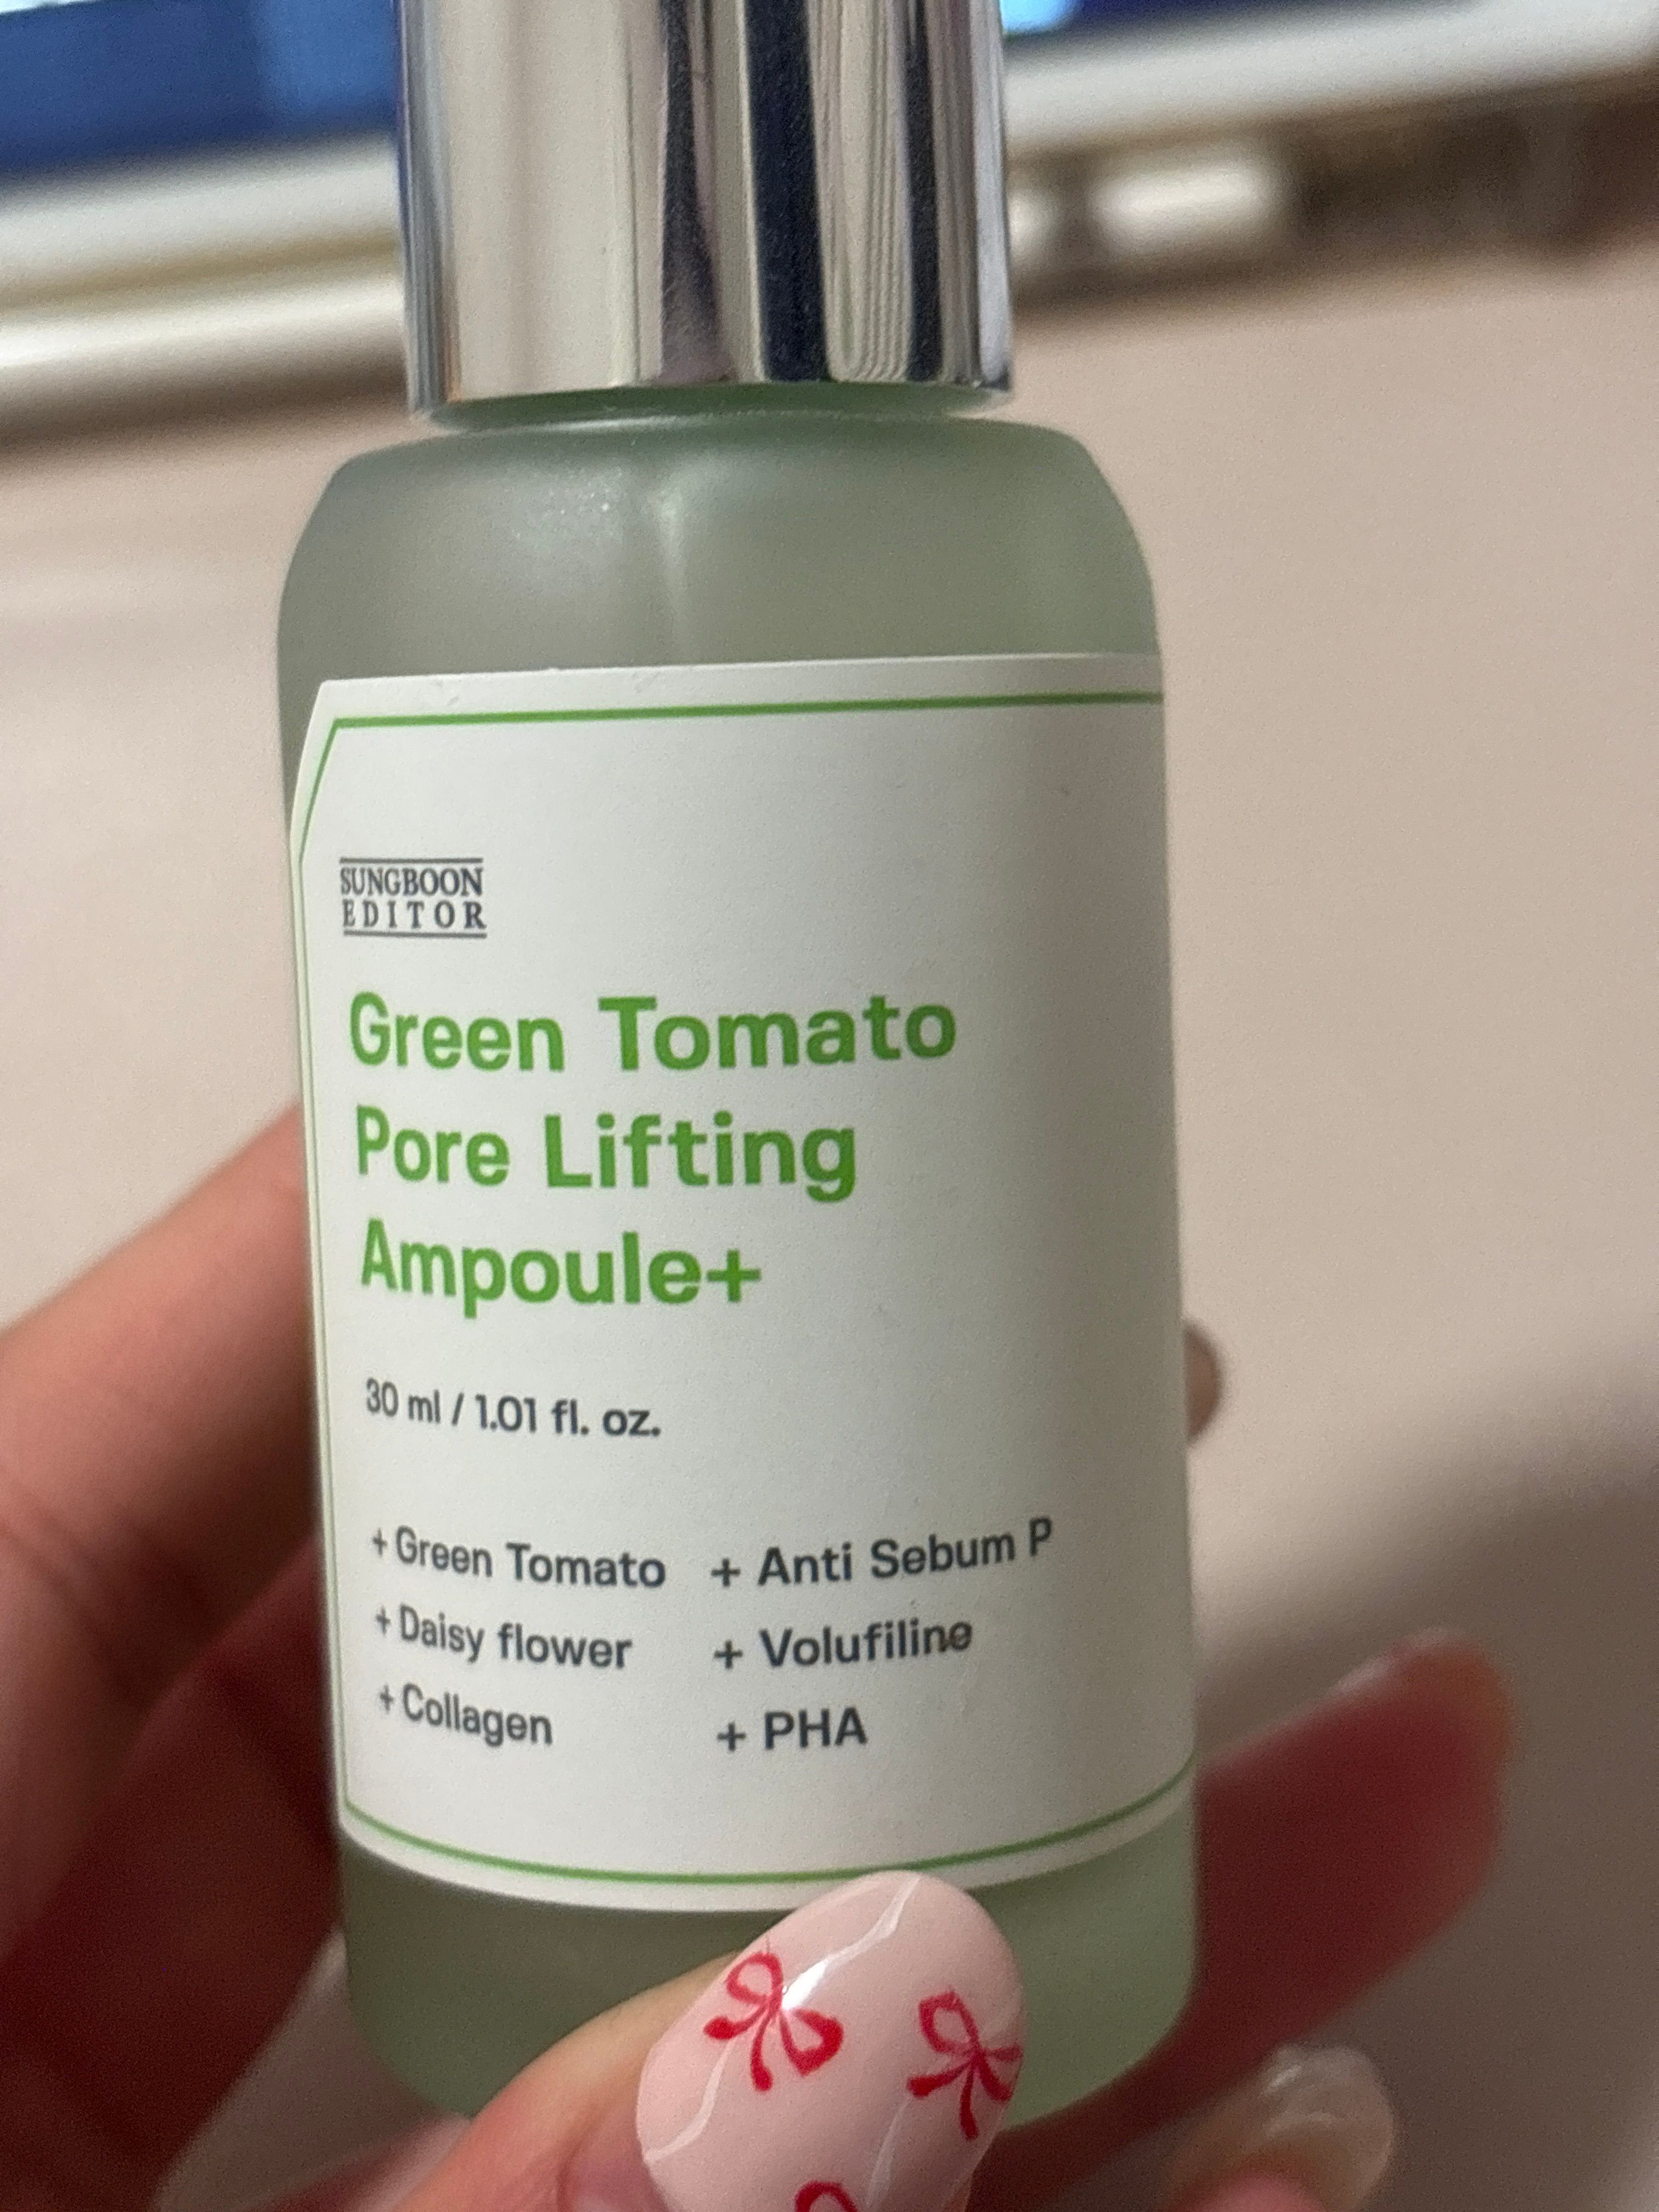 SUNGBOON
EDITOR
Green Tomato
Pore Lifting
Ampoule+
30 ml / 1.01 fl. oz.
+ Green Tomato + Anti Sebum P
+ Daisy flower + Volufiline
+ Collagen + PHA